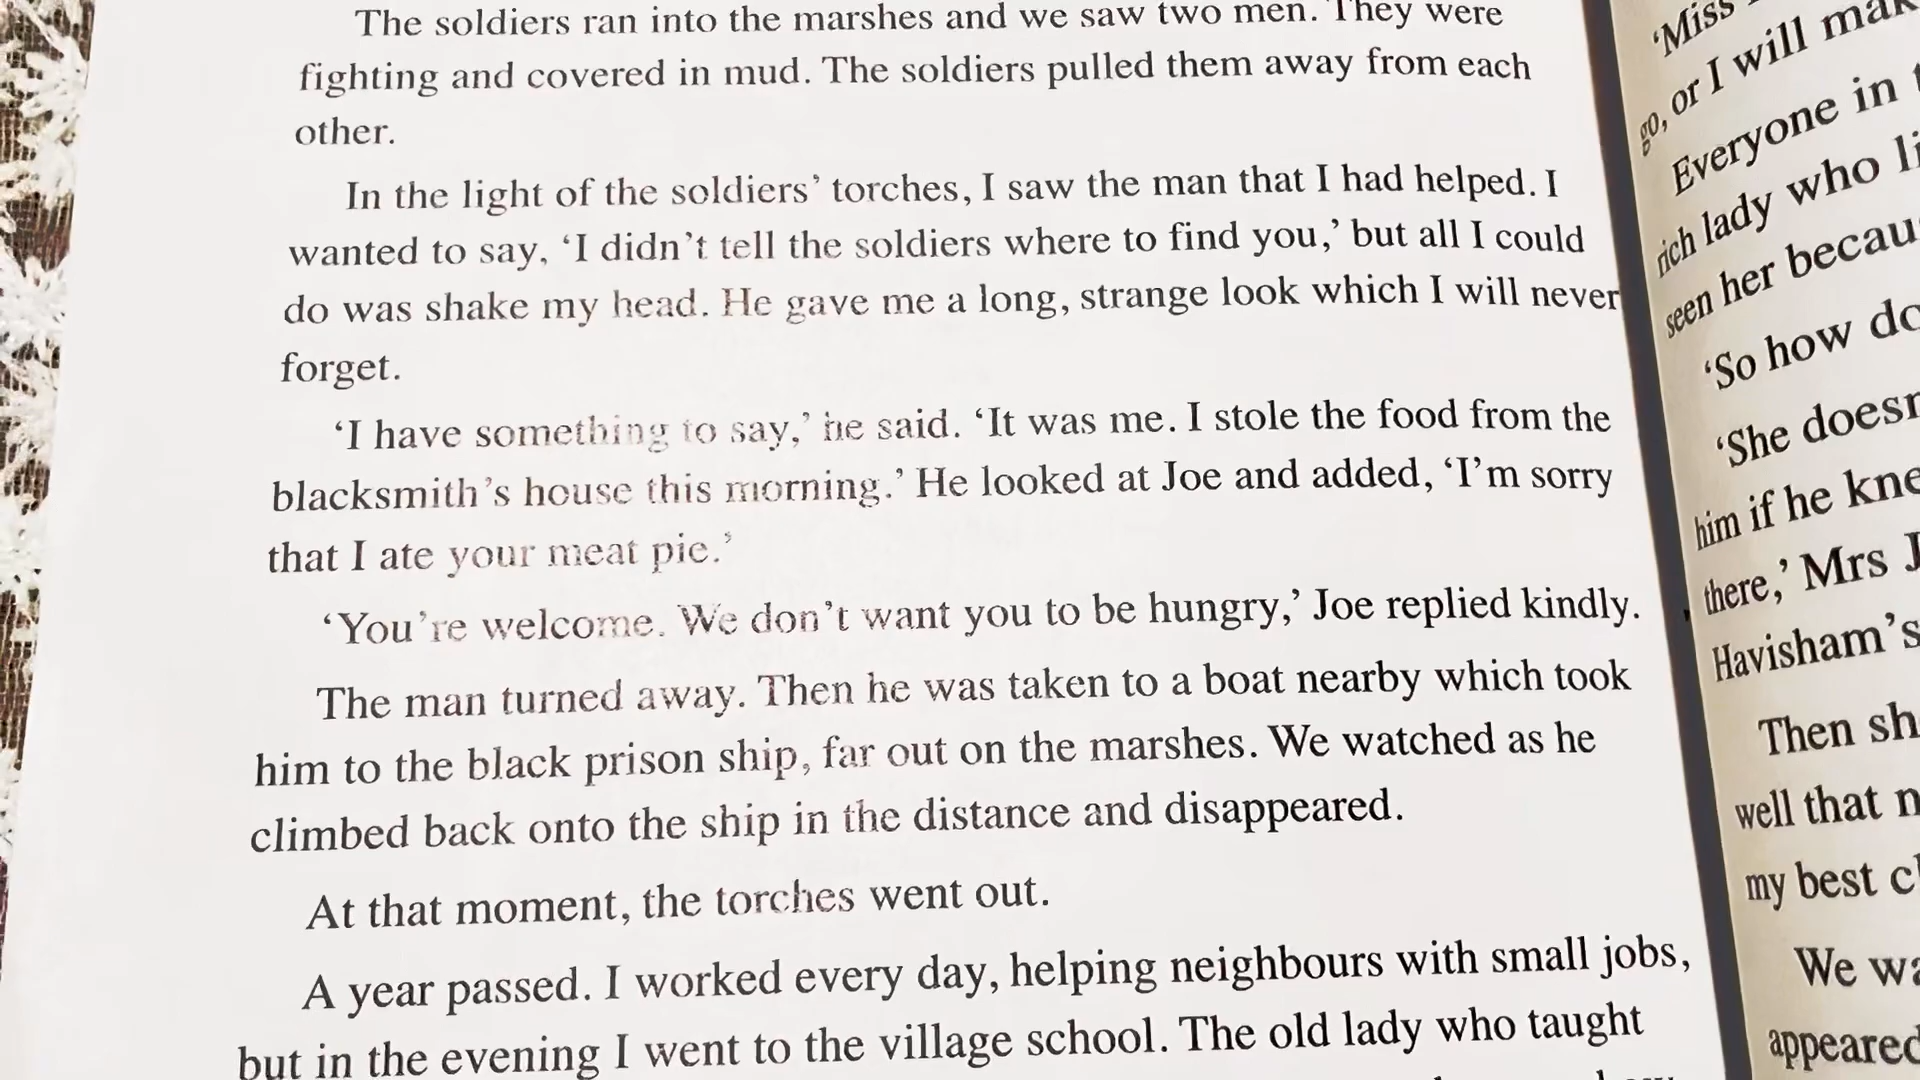 The soldiers ran into the marshes and we saw two men. They were
fighting and covered in mud. The soldiers pulled them away from each
other.
In the light of the soldiers’ torches, I saw the man that I had helped. I
wanted to say, ‘I didn’t tell the soldiers where to find you,’ but all I could
do was shake my head. He gave me a long, strange look which I will never
forget.
‘I have something to say,’ he said. ‘It was me. I stole the food from the
blacksmith’s house this morning.’ He looked at Joe and added, ‘I’m sorry
that I ate your meat pie.’
‘You’re welcome. We don’t want you to be hungry,’ Joe replied kindly.
The man turned away. Then he was taken to a boat nearby which took
him to the black prison ship, far out on the marshes. We watched as he
climbed back onto the ship in the distance and disappeared.
At that moment, the torches went out.
A year passed. I worked every day, helping neighbours with small jobs,
but in the evening I went to the village school. The old lady who taught
‘Miss
go, or I will
Everyone in
rich lady who
seen her
‘So how
‘She
him if he
there,’ Mrs
Havisham’s
Then
well that
my best
We
appeared